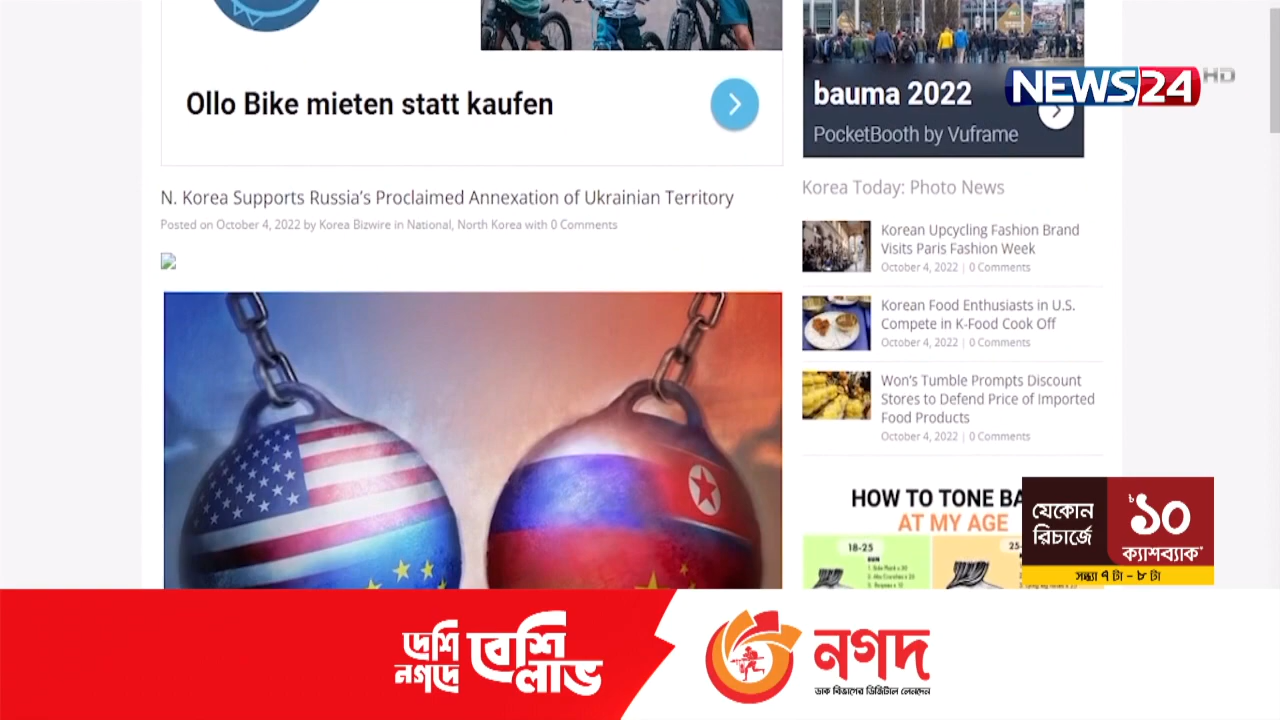 Ollo Bike mieten statt kaufen
bauma 2022
PocketBooth by Vuframe
NEWS24 HD
N. Korea Supports Russia's Proclaimed Annexation of Ukrainian Territory
Posted on October 4, 2022 by Korea Bizwire in National, North Korea with 0 Comments
Korea Today: Photo News
Korean Upcycling Fashion Brand
Visits Paris Fashion Week
October 4, 2022 | 0 Comments
Korean Food Enthusiasts in U.S.
Compete in K-Food Cook Off
October 4, 2022 | 0 Comments
Won's Tumble Prompts Discount
Stores to Defend Price of Imported
Food Products
October 4, 2022 | 0 Comments
HOW TO TONE BA
AT MY AGE
18-25
25-
যেকোন
রিচার্জে
৳১০
ক্যাশব্যাক*
সন্ধ্যা ৭ টা - ৮ টা
দেশি
নগদে
বেশি
লাভ
নগদ
ডাক বিভাগের ডিজিটাল লেনদেন